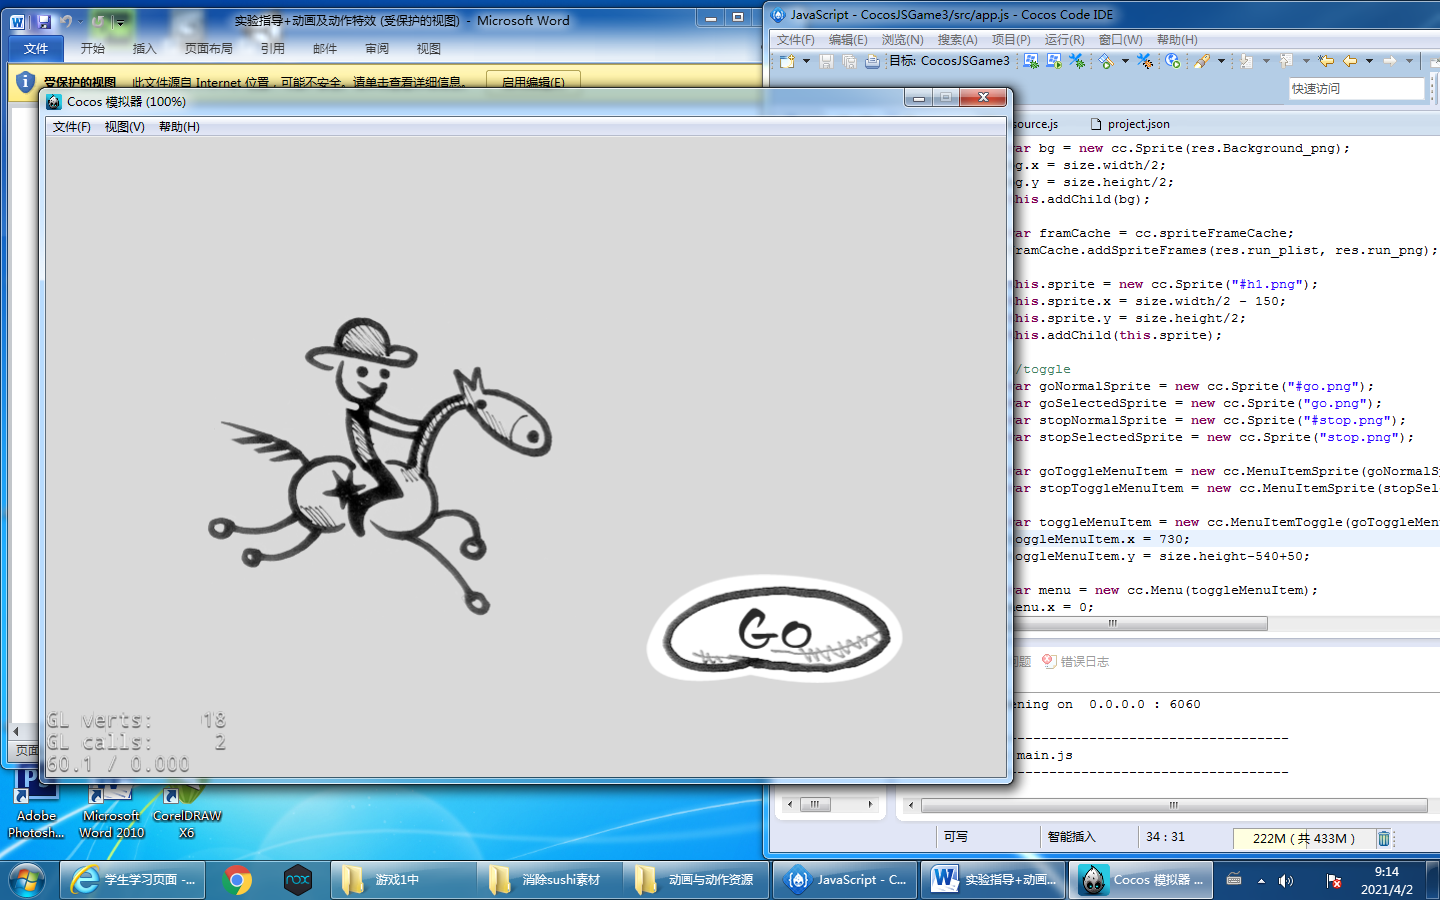 实验指导+动画及动作特效 (受保护的视图) - Microsoft Word
文件 开始 插入 页面布局 引用 邮件 审阅 视图
受保护的视图 此文件源自 Internet 位置，可能不安全。请单击查看详细信息。 启用编辑(E)
JavaScript - CocosJSGame3/src/app.js - Cocos Code IDE
文件(F) 编辑(E) 浏览(N) 搜索(A) 项目(P) 运行(R) 窗口(W) 帮助(H)
目标: CocosJSGame3
快速访问
source.js project.json
Cocos 模拟器 (100%)
文件(F) 视图(V) 帮助(H)
ar bg = new cc.Sprite(res.Background_png);
g.x = size.width/2;
g.y = size.height/2;
his.addChild(bg);
ar framCache = cc.spriteFrameCache;
ramCache.addSpriteFrames(res.run_plist, res.run_png);
his.sprite = new cc.Sprite("#h1.png");
his.sprite.x = size.width/2 - 150;
his.sprite.y = size.height/2;
his.addChild(this.sprite);
/toggle
ar goNormalSprite = new cc.Sprite("#go.png");
ar goSelectedSprite = new cc.Sprite("go.png");
ar stopNormalSprite = new cc.Sprite("#stop.png");
ar stopSelectedSprite = new cc.Sprite("stop.png");
ar goToggleMenuItem = new cc.MenuItemSprite(goNormalS
ar stopToggleMenuItem = new cc.MenuItemSprite(stopSel
ar toggleMenuItem = new cc.MenuItemToggle(goToggleMen
oggleMenuItem.x = 730;
oggleMenuItem.y = size.height-540+50;
ar menu = new cc.Menu(toggleMenuItem);
enu.x = 0;
GO
GL verts: 18
GL calls: 2
60.1 / 0.000
问题 错误日志
ening on 0.0.0.0 : 6060
----------------------------------
main.js
----------------------------------
可写 智能插入 34 : 31 222M ( 共 433M )
页面
Adobe Photosh...
Microsoft Word 2010
CorelDRAW X6
学生学习页面 -... nox 游戏1中 消除sushi素材 动画与动作资源 JavaScript - C... 实验指导+动画... Cocos 模拟器 ...
9:14
2021/4/2